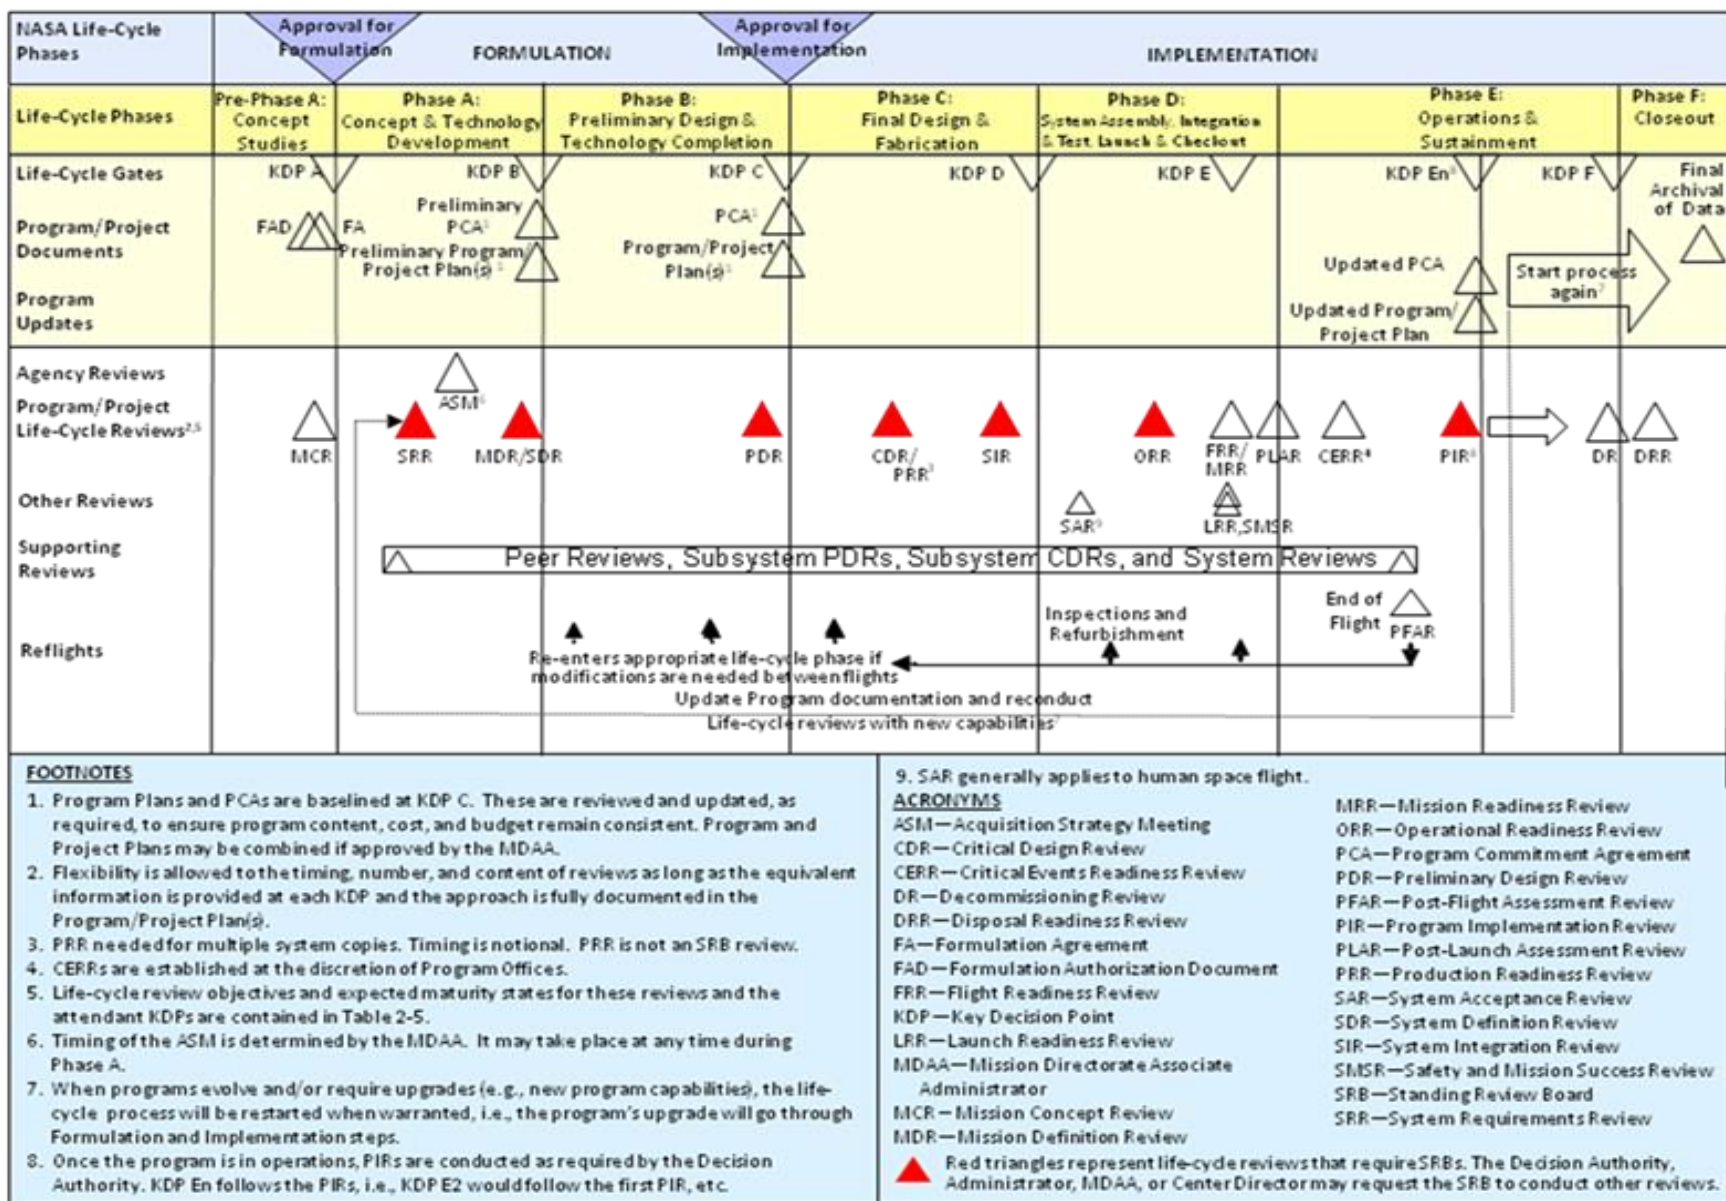 NASA Life-Cycle
Phases
Approval for
Formulation
FORMULATION
Approval for
Implementation
IMPLEMENTATION
Life-Cycle Phases
Pre-Phase A:
Concept
Studies
Phase A:
Concept & Technology
Development
Phase B:
Preliminary Design &
Technology Completion
Phase C:
Final Design &
Fabrication
Phase D:
System Assembly, Integration
& Test, Launch & Checkout
Phase E:
Operations &
Sustainment
Phase F:
Closeout
Life-Cycle Gates
KDP A
KDP B
KDP C
KDP D
KDP E
KDP En⁸
KDP F
Final
Archival
of Data
Program/Project
Documents
FAD
FA
Preliminary
PCA¹
Preliminary Program/
Project Plan(s) ¹
PCA¹
Program/Project
Plan(s)¹
Program
Updates
Updated PCA
Updated Program/
Project Plan
Start process
again⁷
Agency Reviews
ASM⁶
Program/Project
Life-Cycle Reviews²,⁵
MCR
SRR
MDR/SDR
PDR
CDR/
PRR³
SIR
ORR
FRR/
MRR
PLAR
CERR⁴
PIR⁸
DR
DRR
Other Reviews
SAR⁹
LRR,SMSR
Supporting
Reviews
Peer Reviews, Subsystem PDRs, Subsystem CDRs, and System Reviews
Reflights
Inspections and
Refurbishment
End of
Flight
PFAR
Re-enters appropriate life-cycle phase if
modifications are needed between flights
Update Program documentation and reconduct
Life-cycle reviews with new capabilities⁷
FOOTNOTES
1. Program Plans and PCAs are baselined at KDP C. These are reviewed and updated, as
required, to ensure program content, cost, and budget remain consistent. Program and
Project Plans may be combined if approved by the MDAA.
2. Flexibility is allowed to the timing, number, and content of reviews as long as the equivalent
information is provided at each KDP and the approach is fully documented in the
Program/Project Plan(s).
3. PRR needed for multiple system copies. Timing is notional. PRR is not an SRB review.
4. CERRs are established at the discretion of Program Offices.
5. Life-cycle review objectives and expected maturity states for these reviews and the
attendant KDPs are contained in Table 2-5.
6. Timing of the ASM is determined by the MDAA. It may take place at any time during
Phase A.
7. When programs evolve and/or require upgrades (e.g., new program capabilities), the life-
cycle process will be restarted when warranted, i.e., the program's upgrade will go through
Formulation and Implementation steps.
8. Once the program is in operations, PIRs are conducted as required by the Decision
Authority. KDP En follows the PIRs, i.e., KDP E2 would follow the first PIR, etc.
9. SAR generally applies to human space flight.
ACRONYMS
ASM—Acquisition Strategy Meeting
CDR—Critical Design Review
CERR—Critical Events Readiness Review
DR—Decommissioning Review
DRR—Disposal Readiness Review
FA—Formulation Agreement
FAD—Formulation Authorization Document
FRR—Flight Readiness Review
KDP—Key Decision Point
LRR—Launch Readiness Review
MDAA—Mission Directorate Associate
Administrator
MCR—Mission Concept Review
MDR—Mission Definition Review
MRR—Mission Readiness Review
ORR—Operational Readiness Review
PCA—Program Commitment Agreement
PDR—Preliminary Design Review
PFAR—Post-Flight Assessment Review
PIR—Program Implementation Review
PLAR—Post-Launch Assessment Review
PRR—Production Readiness Review
SAR—System Acceptance Review
SDR—System Definition Review
SIR—System Integration Review
SMSR—Safety and Mission Success Review
SRB—Standing Review Board
SRR—System Requirements Review
Red triangles represent life-cycle reviews that require SRBs. The Decision Authority,
Administrator, MDAA, or Center Director may request the SRB to conduct other reviews.